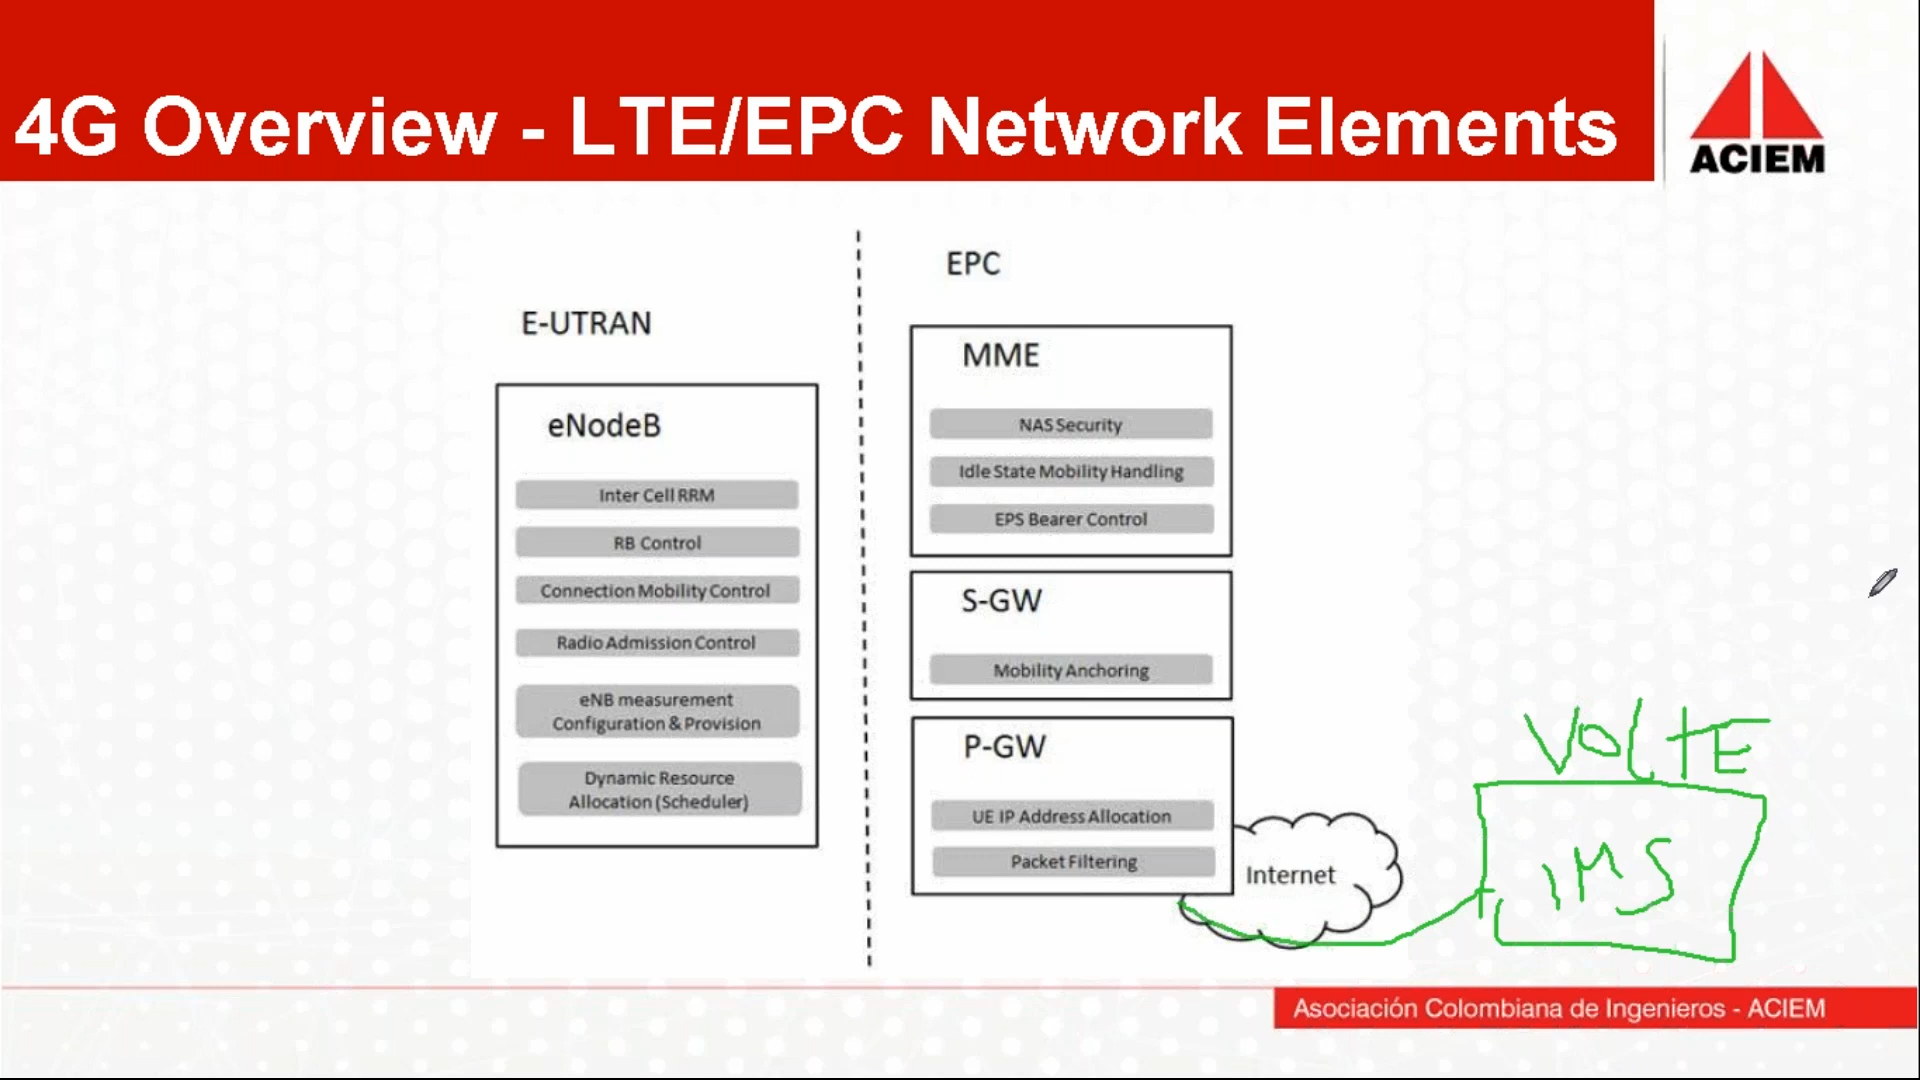 4G Overview - LTE/EPC Network Elements
ACIEM
E-UTRAN
eNodeB
Inter Cell RRM
RB Control
Connection Mobility Control
Radio Admission Control
eNB measurement
Configuration & Provision
Dynamic Resource
Allocation (Scheduler)
EPC
MME
NAS Security
Idle State Mobility Handling
EPS Bearer Control
S-GW
Mobility Anchoring
P-GW
UE IP Address Allocation
Packet Filtering
Internet
VOLTE
IMS
Asociación Colombiana de Ingenieros - ACIEM